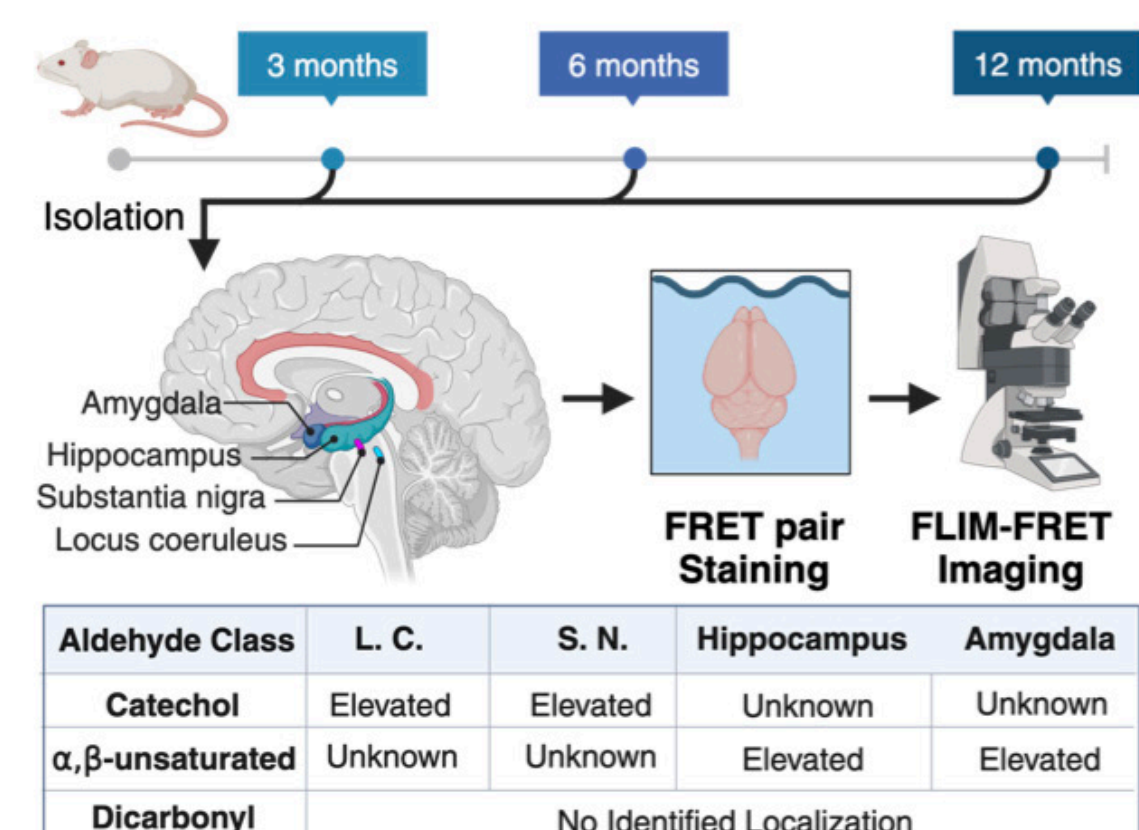 3 months
6 months
12 months
Isolation
Amygdala
Hippocampus
Substantia nigra
Locus coeruleus
FRET pair
Staining
FLIM-FRET
Imaging
Aldehyde Class L. C. S. N. Hippocampus Amygdala
Catechol Elevated Elevated Unknown Unknown
α,β-unsaturated Unknown Unknown Elevated Elevated
Dicarbonyl No Identified Localization